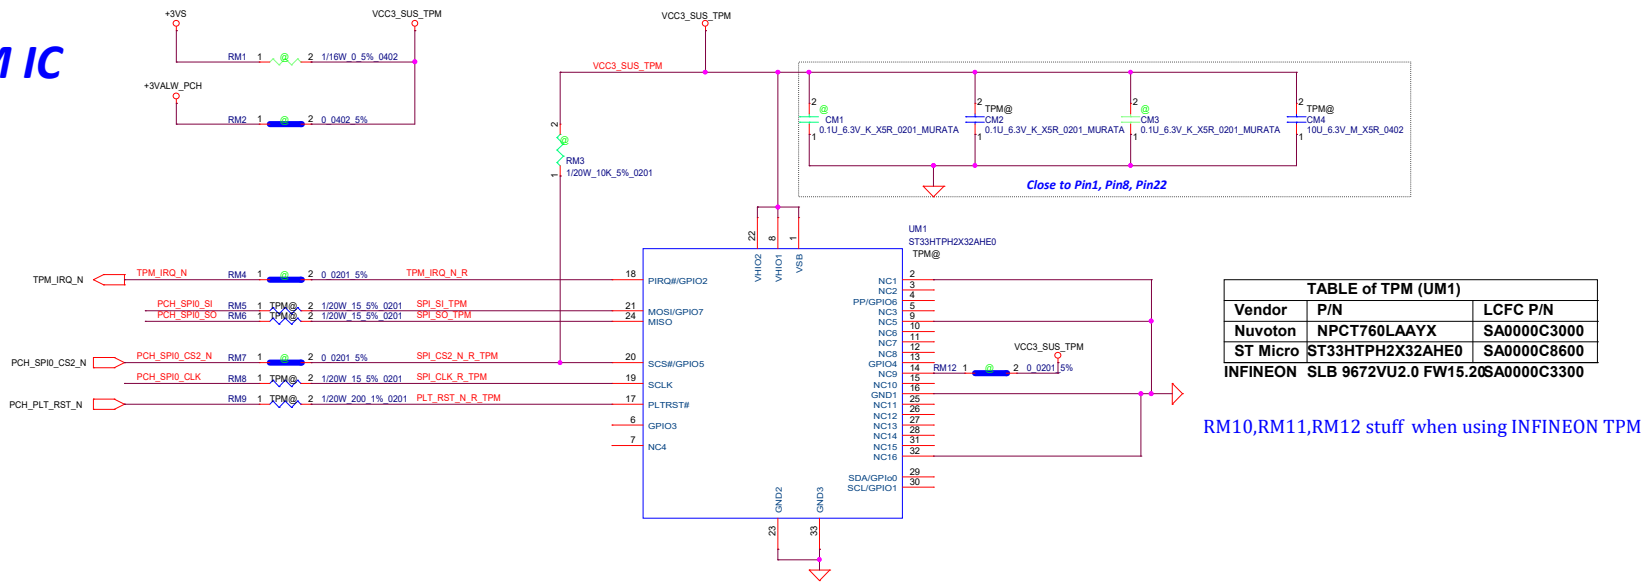 M IC
+3VS
VCC3_SUS_TPM
RM1 1 @ 2 1/16W_0_5%_0402
+3VALW_PCH
RM2 1 @ 2 0_0402_5%
VCC3_SUS_TPM
VCC3_SUS_TPM
2
@
RM3
1
1/20W_10K_5%_0201
2
@
CM1
0.1U_6.3V_K_X5R_0201_MURATA
1
2
TPM@
CM2
0.1U_6.3V_K_X5R_0201_MURATA
1
2
@
CM3
0.1U_6.3V_K_X5R_0201_MURATA
1
2
TPM@
CM4
10U_6.3V_M_X5R_0402
1
Close to Pin1, Pin8, Pin22
UM1
ST33HTPH2X32AHE0
TPM@
22
8
1
VHIO2
VHIO1
VSB
TPM_IRQ_N
TPM_IRQ_N RM4 1 @ 2 0_0201_5% TPM_IRQ_N_R 18 PIRQ#/GPIO2
PCH_SPI0_SI RM5 1 TPM@ 2 1/20W_15_5%_0201 SPI_SI_TPM 21 MOSI/GPIO7
PCH_SPI0_SO RM6 1 TPM@ 2 1/20W_15_5%_0201 SPI_SO_TPM 24 MISO
PCH_SPI0_CS2_N
PCH_SPI0_CS2_N RM7 1 @ 2 0_0201_5% SPI_CS2_N_R_TPM 20 SCS#/GPIO5
PCH_SPI0_CLK RM8 1 TPM@ 2 1/20W_15_5%_0201 SPI_CLK_R_TPM 19 SCLK
PCH_PLT_RST_N
RM9 1 TPM@ 2 1/20W_200_1%_0201 PLT_RST_N_R_TPM 17 PLTRST#
6 GPIO3
7 NC4
NC1 2
NC2 3
PP/GPIO6 4
NC3 5
NC5 9
NC6 10
NC7 11
NC8 12
GPIO4 13
NC9 14
NC10 15
GND1 16
NC11 25
NC12 26
NC13 27
NC14 28
NC15 31
NC16 32
SDA/GPIo0 29
SCL/GPIO1 30
VCC3_SUS_TPM
RM12 1 @ 2 0_0201_5%
GND2
GND3
23
33
TABLE of TPM (UM1)
Vendor P/N LCFC P/N
Nuvoton NPCT760LAAYX SA0000C3000
ST Micro ST33HTPH2X32AHE0 SA0000C8600
INFINEON SLB 9672VU2.0 FW15.20 SA0000C3300
RM10,RM11,RM12 stuff when using INFINEON TPM